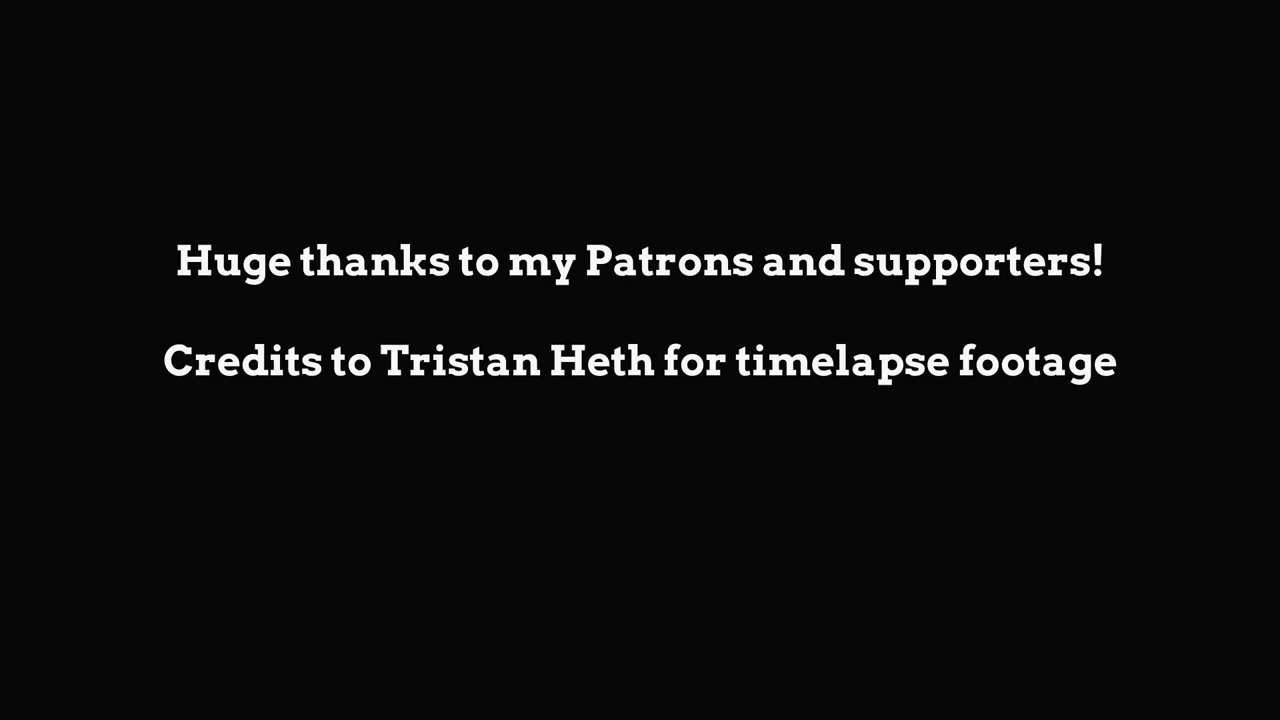 Huge thanks to my Patrons and supporters!
Credits to Tristan Heth for timelapse footage